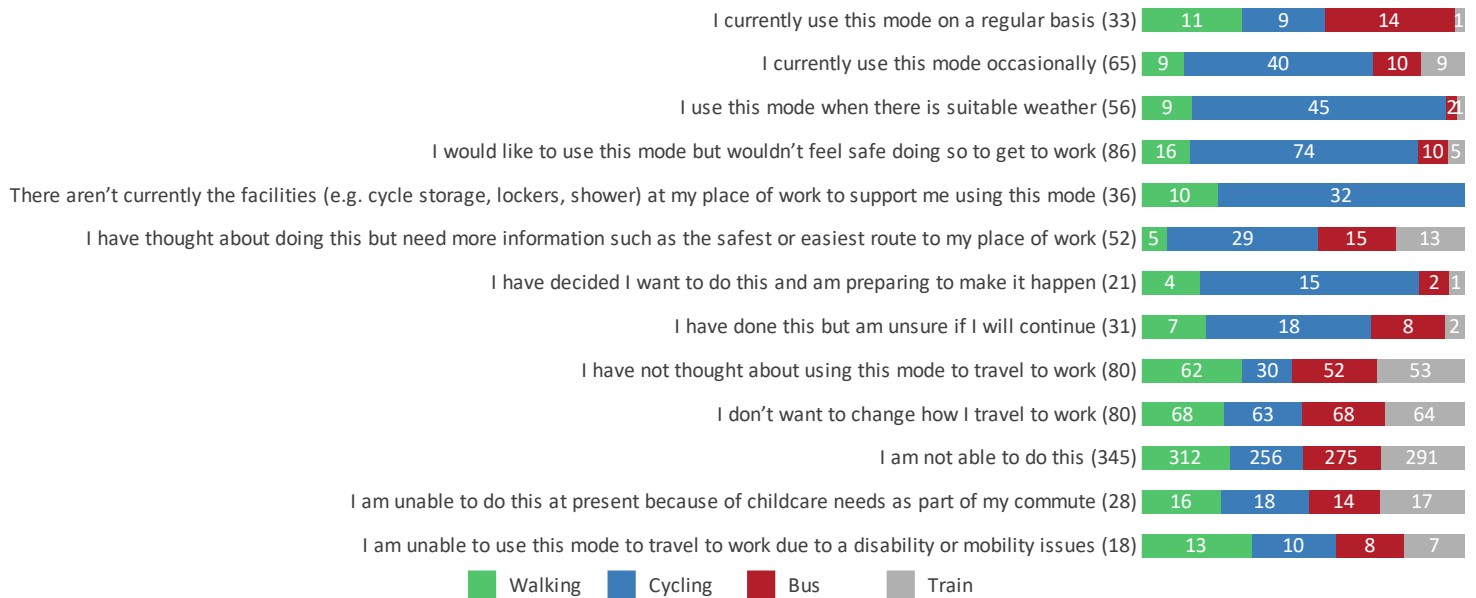 I currently use this mode on a regular basis (33) 11 9 14 1
I currently use this mode occasionally (65) 9 40 10 9
I use this mode when there is suitable weather (56) 9 45 2 1
I would like to use this mode but wouldn’t feel safe doing so to get to work (86) 16 74 10 5
There aren’t currently the facilities (e.g. cycle storage, lockers, shower) at my place of work to support me using this mode (36) 10 32
I have thought about doing this but need more information such as the safest or easiest route to my place of work (52) 5 29 15 13
I have decided I want to do this and am preparing to make it happen (21) 4 15 2 1
I have done this but am unsure if I will continue (31) 7 18 8 2
I have not thought about using this mode to travel to work (80) 62 30 52 53
I don’t want to change how I travel to work (80) 68 63 68 64
I am not able to do this (345) 312 256 275 291
I am unable to do this at present because of childcare needs as part of my commute (28) 16 18 14 17
I am unable to use this mode to travel to work due to a disability or mobility issues (18) 13 10 8 7
Walking Cycling Bus Train